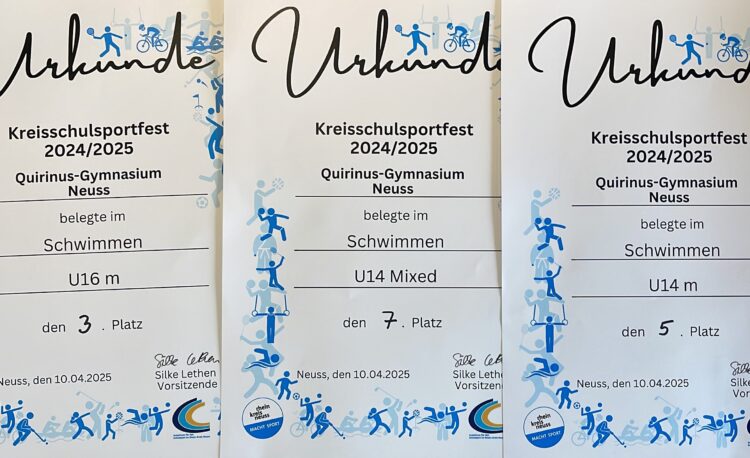 Urkunde
Kreisschulsportfest
2024/2025
Quirinus-Gymnasium
Neuss
belegte im
Schwimmen
U16 m
den 3. Platz
Neuss, den 10.04.2025
Silke Lethen
Vorsitzende
Urkunde
Kreisschulsportfest
2024/2025
Quirinus-Gymnasium
Neuss
belegte im
Schwimmen
U14 Mixed
den 7. Platz
Neuss, den 10.04.2025
Silke Lethen
Vorsitzende
rhein
kreis
neuss
MACHT SPORT
Urkunde
Kreisschulsportfest
2024/2025
Quirinus-Gymnasium
Neuss
belegte im
Schwimmen
U14 m
den 5. Platz
Neuss, den 10.04.2025
rhein
kreis
neuss
MACHT SPORT